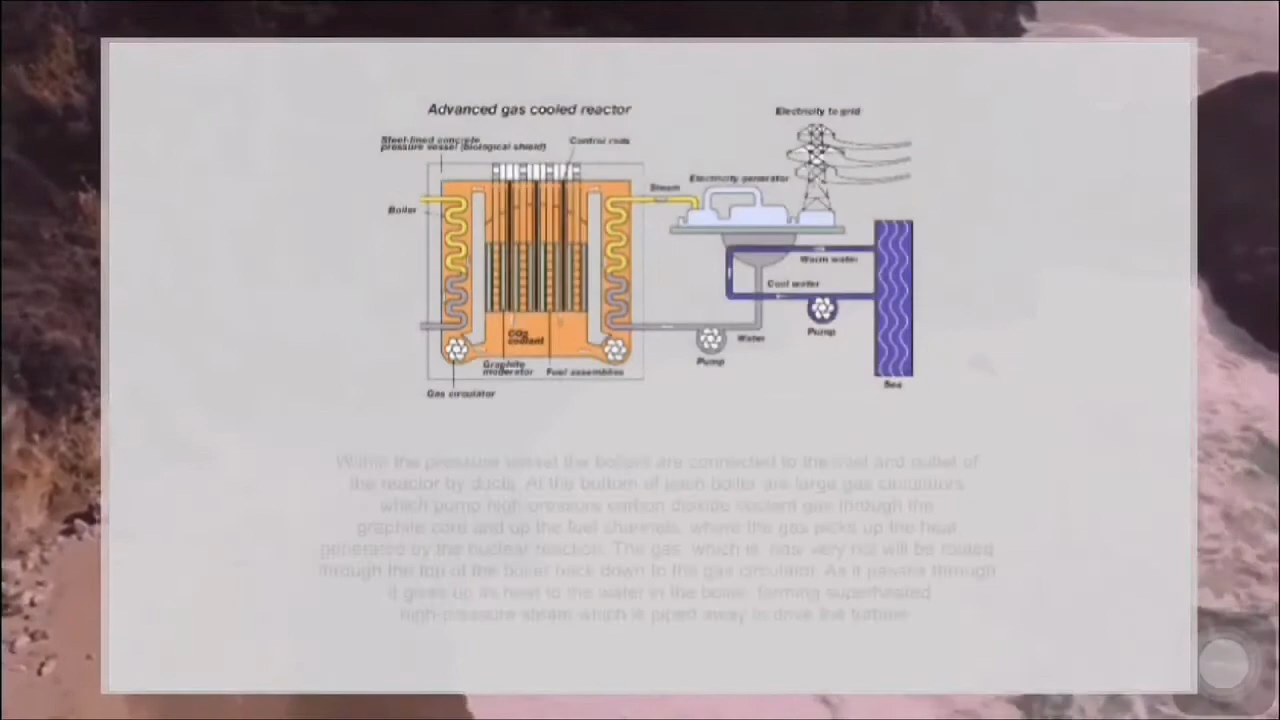 Advanced gas cooled reactor
Electricity to grid
Steel-lined concrete
pressure vessel (biological shield)
Control rods
Electricity generator
Steam
Boiler
Warm water
Cool water
CO2
coolant
Pump
Water
Pump
Graphite
moderator
Fuel assemblies
Sea
Gas circulator
Within the pressure vessel the boilers are connected to the inlet and outlet of
the reactor by ducts. At the bottom of each boiler are large gas circulators
which pump high-pressure carbon dioxide coolant gas through the
graphite core and up the fuel channels, where the gas picks up the heat
generated by the nuclear reaction. The gas, which is now very hot will be routed
through the top of the boiler back down to the gas circulator. As it passes through
it gives up its heat to the water in the boiler, forming superheated
high-pressure steam which is piped away to drive the turbine